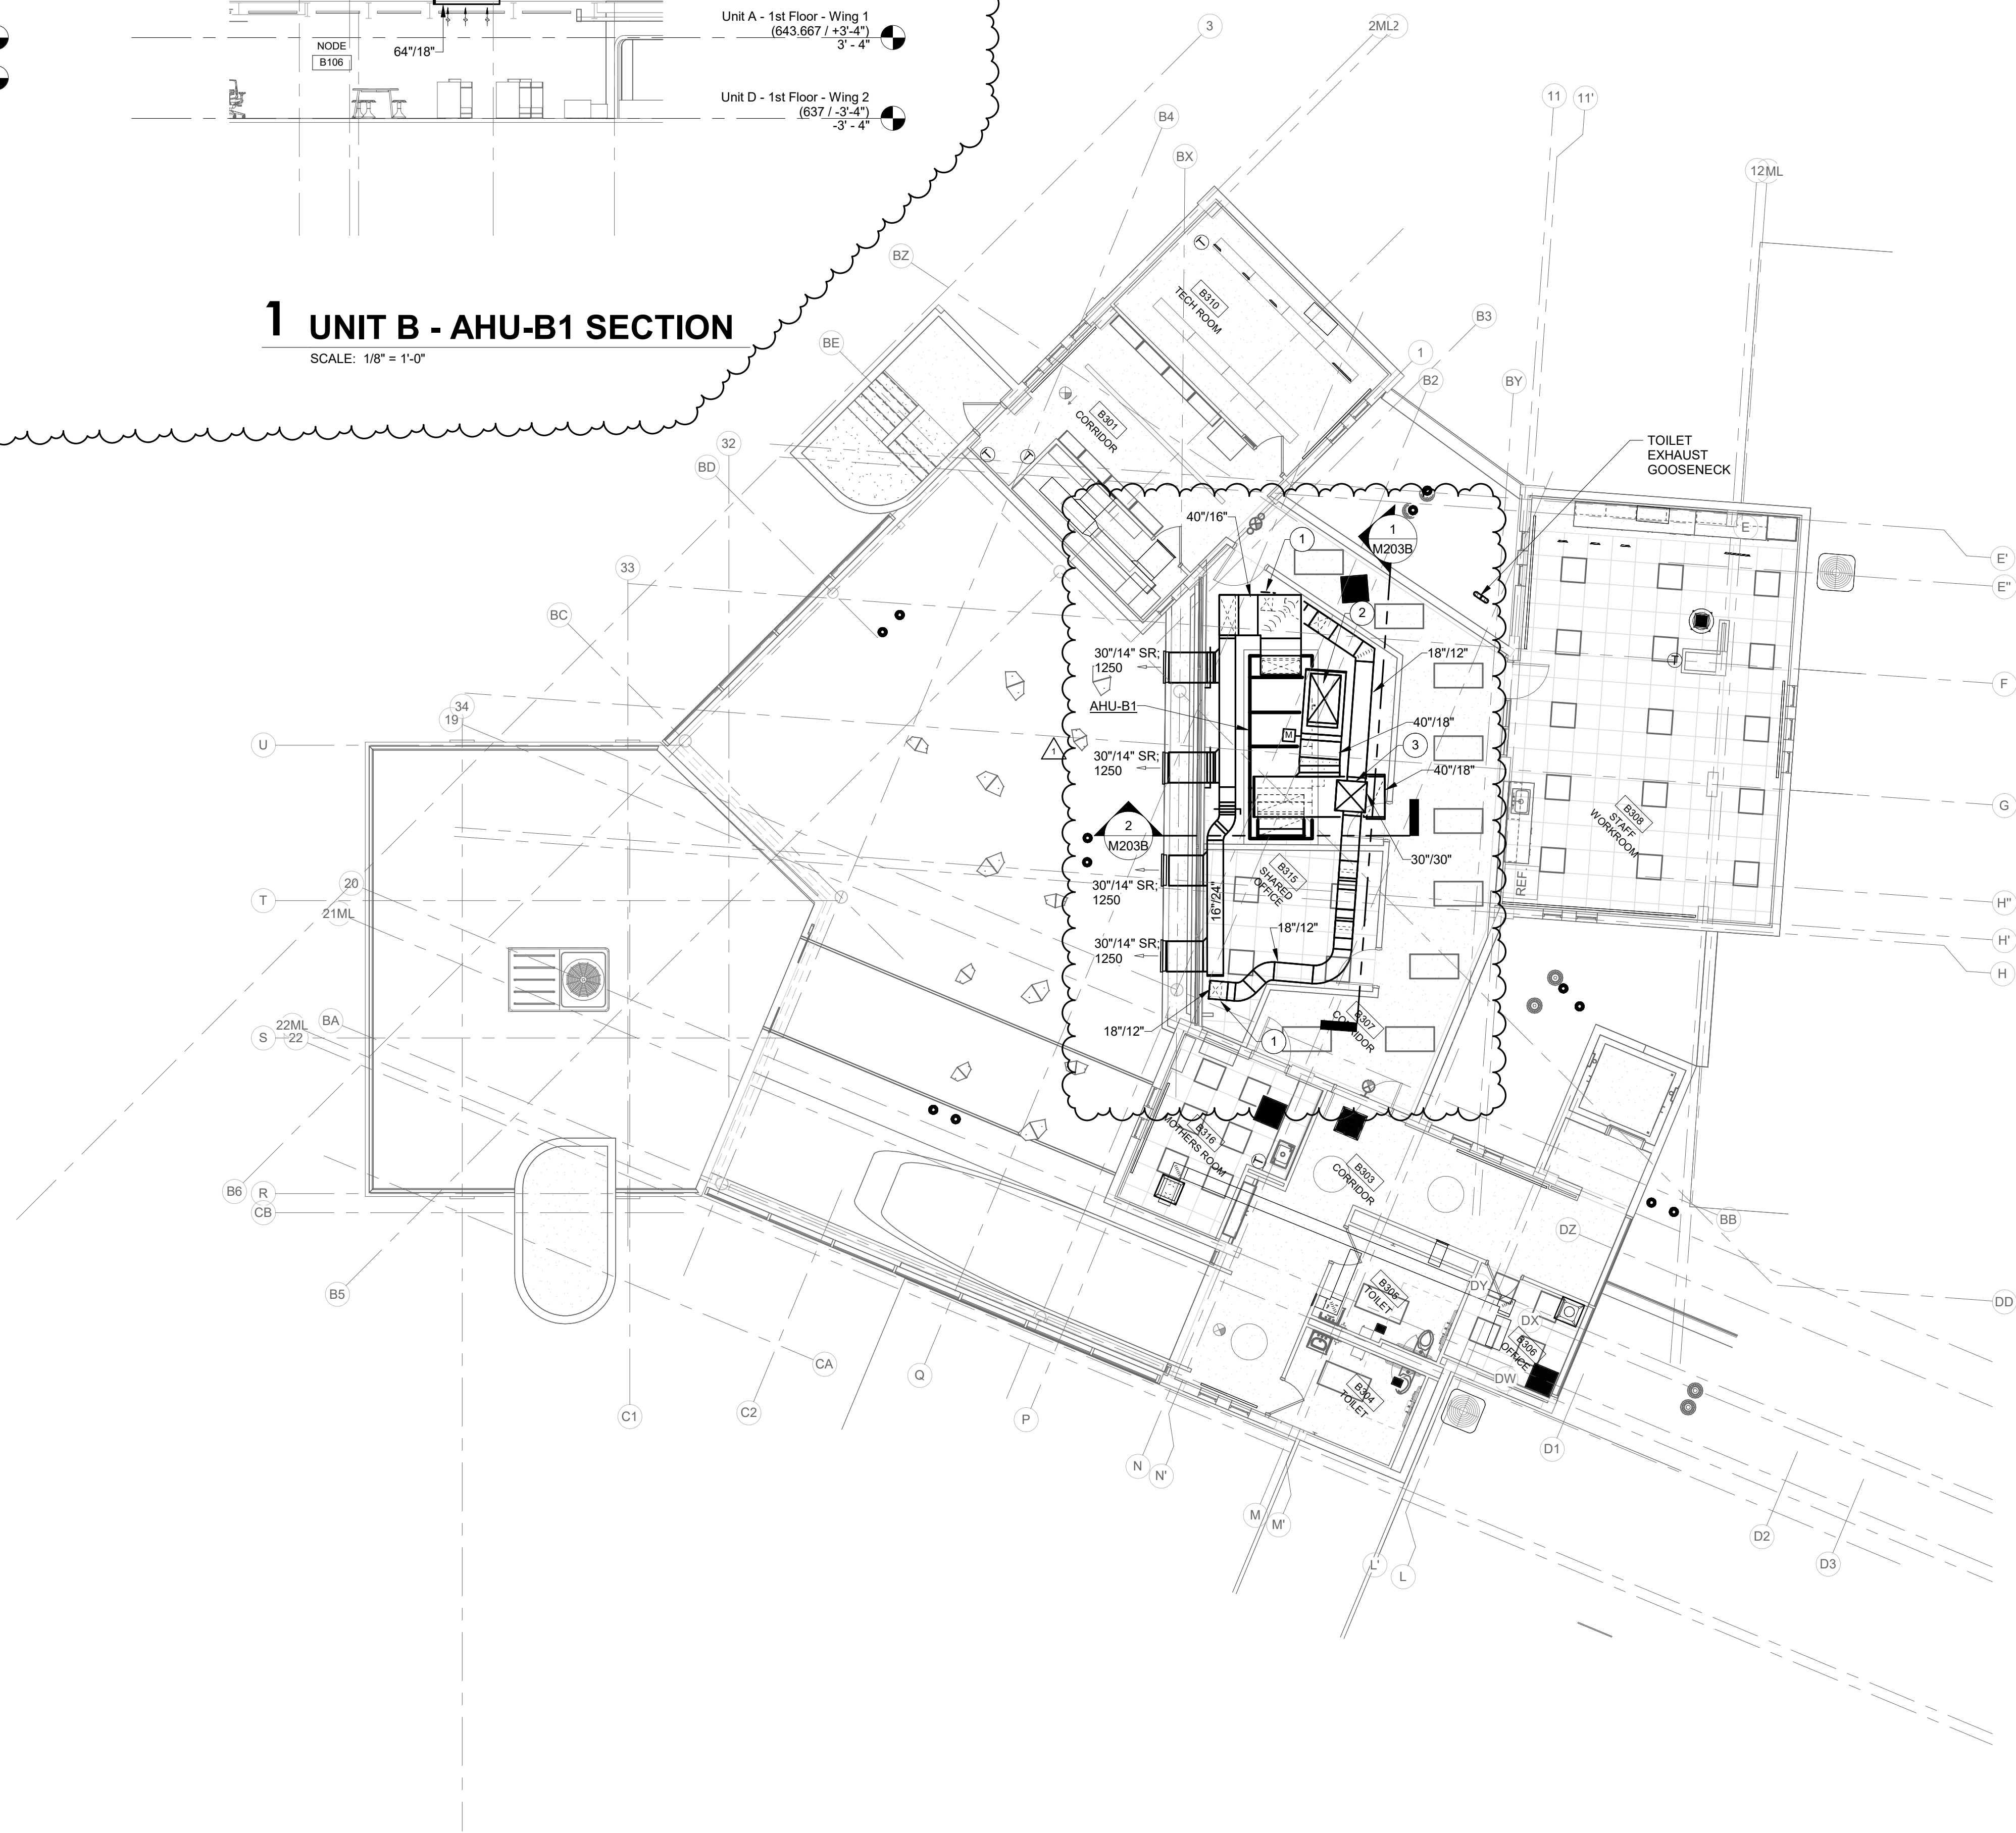 Unit A - 1st Floor - Wing 1
(643.667 / +3'-4")
3' - 4"
NODE
B106
64"/18"
Unit D - 1st Floor - Wing 2
(637 / -3'-4")
-3' - 4"
1 UNIT B - AHU-B1 SECTION
SCALE: 1/8" = 1'-0"
3
2ML2
11
11'
B4
BX
12ML
BZ
B310
TECH ROOM
T
B3
BE
1
B2
BY
B301
CORRIDOR
32
BD
T
T
TOILET
EXHAUST
GOOSENECK
40"/16"
1
1
M203B
E
E'
E"
33
BC
2
30"/14" SR;
1250
18"/12"
T
F
34
19
AHU-B1
40"/18"
M
U
1
3
30"/14" SR;
1250
40"/18"
G
B308
STAFF
WORKROOM
2
M203B
30"/30"
20
T
21ML
30"/14" SR;
1250
16"/24"
B315
SHARED
OFFICE
REF.
H"
18"/12"
30"/14" SR;
1250
H'
H
BA
22ML
22
S
18"/12"
1
B307
CORRIDOR
B316
MOTHERS ROOM
T
B303
CORRIDOR
B6
R
CB
BB
DZ
B5
B305
TOILET
DY
DX
DD
B306
OFFICE
CA
Q
DW
B304
TOILET
C1
C2
P
D1
N
N'
M
M'
D2
D3
L'
L